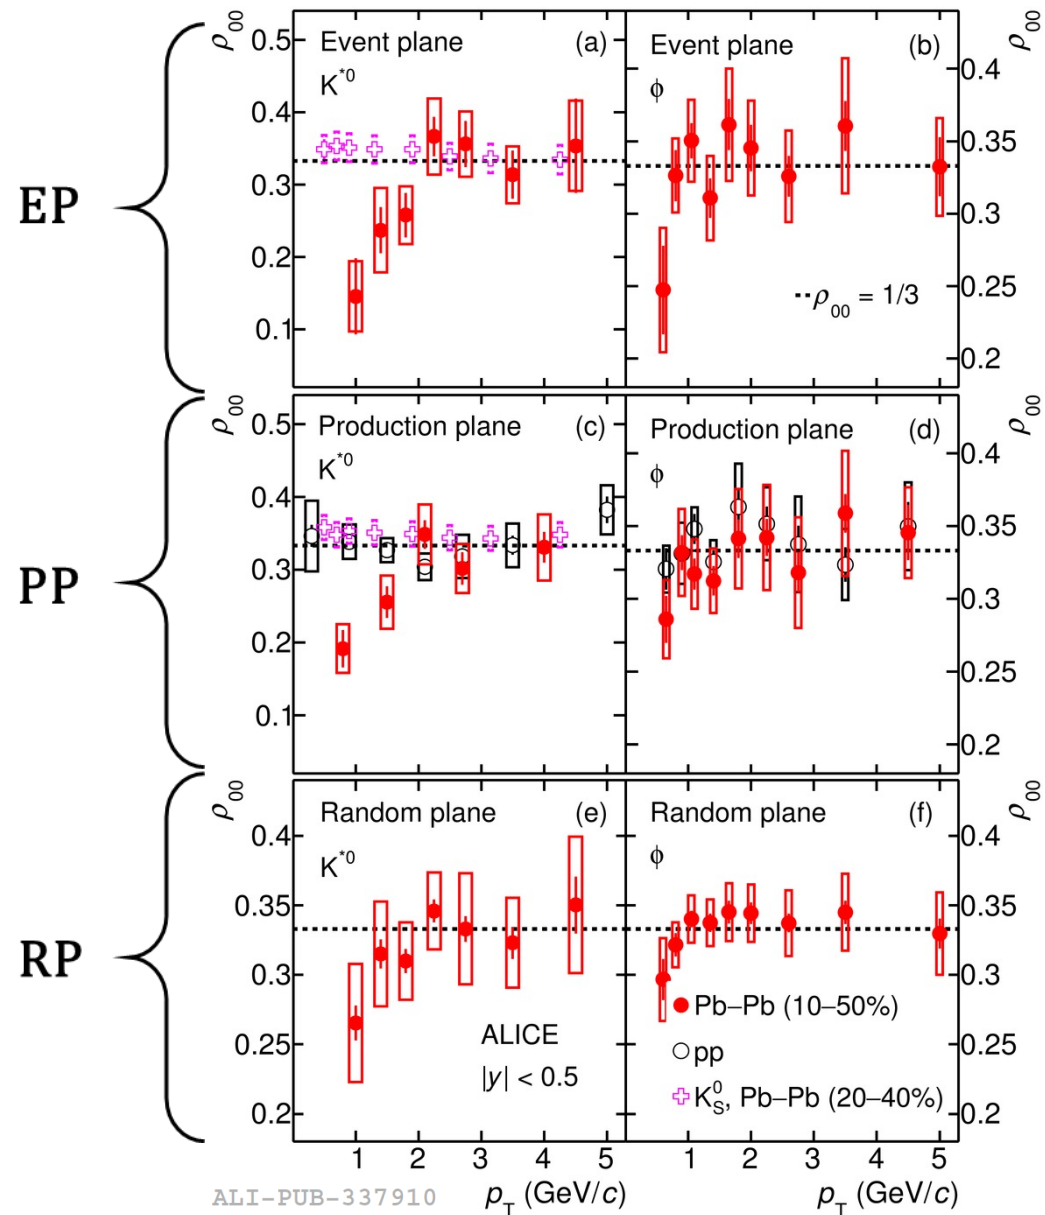 EP
ρ00
0.5
0.4
0.3
0.2
0.1
Event plane (a)
K*0
Event plane (b)
ϕ
ρ00 = 1/3
ρ00
0.4
0.35
0.3
0.25
0.2
PP
ρ00
0.5
0.4
0.3
0.2
0.1
Production plane (c)
K*0
Production plane (d)
ϕ
ρ00
0.4
0.35
0.3
0.25
0.2
RP
ρ00
0.4
0.35
0.3
0.25
0.2
Random plane (e)
K*0
ALICE
|y| < 0.5
Random plane (f)
ϕ
Pb–Pb (10–50%)
pp
K0S, Pb–Pb (20–40%)
ρ00
0.4
0.35
0.3
0.25
0.2
1 2 3 4 5
1 2 3 4 5
ALI-PUB-337910
pT (GeV/c)
pT (GeV/c)